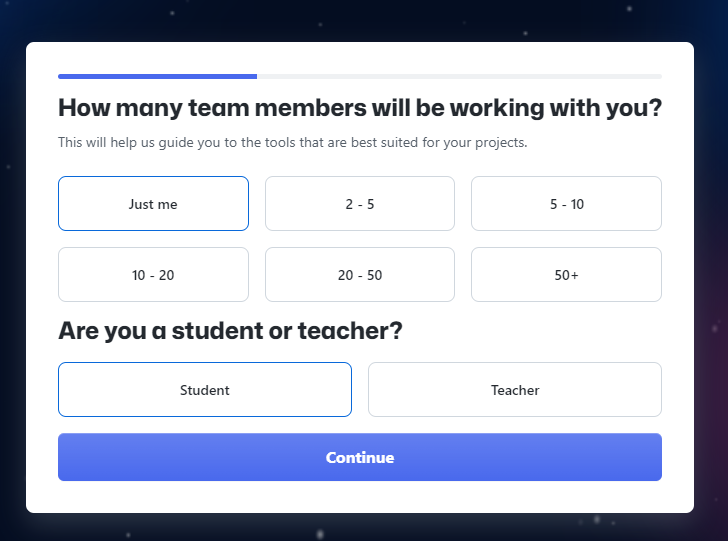 How many team members will be working with you?
This will help us guide you to the tools that are best suited for your projects.
Just me
2 - 5
5 - 10
10 - 20
20 - 50
50+
Are you a student or teacher?
Student
Teacher
Continue